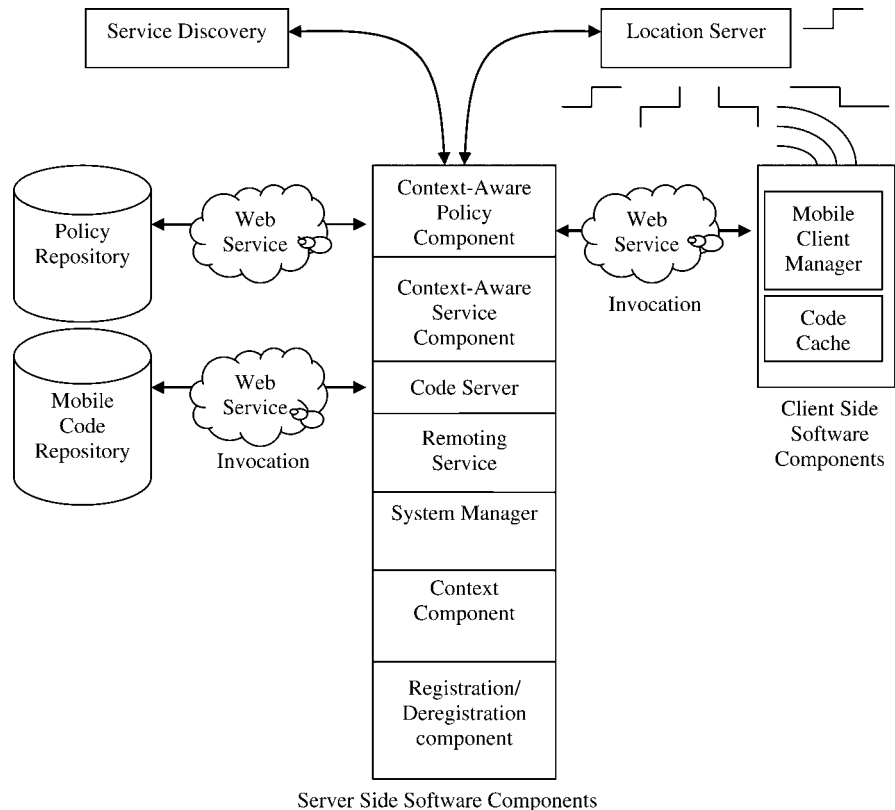 Service Discovery
Location Server
Policy
Repository
Web
Service
Context-Aware
Policy
Component
Web
Service
Invocation
Mobile
Client
Manager
Code
Cache
Client Side
Software
Components
Context-Aware
Service
Component
Mobile
Code
Repository
Web
Service
Invocation
Code Server
Remoting
Service
System Manager
Context
Component
Registration/
Deregistration
component
Server Side Software Components